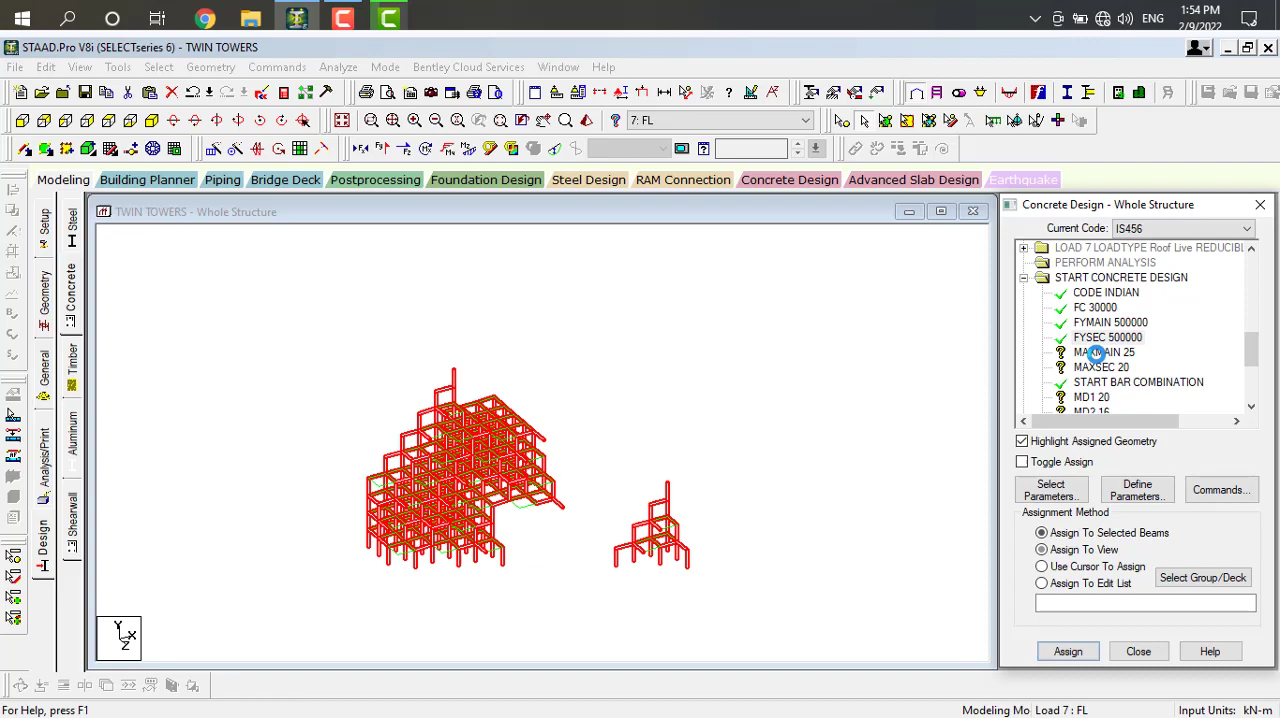 1:54 PM
ENG
2/9/2022
STAAD.Pro V8i (SELECTseries 6) - TWIN TOWERS
File Edit View Tools Select Geometry Commands Analyze Mode Bentley Cloud Services Window Help
7: FL
Modeling Building Planner Piping Bridge Deck Postprocessing Foundation Design Steel Design RAM Connection Concrete Design Advanced Slab Design Earthquake
TWIN TOWERS - Whole Structure
Setup
Geometry
General
Analysis/Print
Design
Steel
Concrete
Timber
Aluminum
Shearwall
Y
X
Z
Concrete Design - Whole Structure
Current Code: IS456
LOAD 7 LOADTYPE Roof Live REDUCIBL
PERFORM ANALYSIS
START CONCRETE DESIGN
CODE INDIAN
FC 30000
FYMAIN 500000
FYSEC 500000
MAXMAIN 25
MAXSEC 20
START BAR COMBINATION
MD1 20
MD2 16
Highlight Assigned Geometry
Toggle Assign
Select Parameters..
Define Parameters..
Commands...
Assignment Method
Assign To Selected Beams
Assign To View
Use Cursor To Assign
Assign To Edit List
Select Group/Deck
Assign Close Help
For Help, press F1
Modeling Mo Load 7 : FL Input Units: kN-m